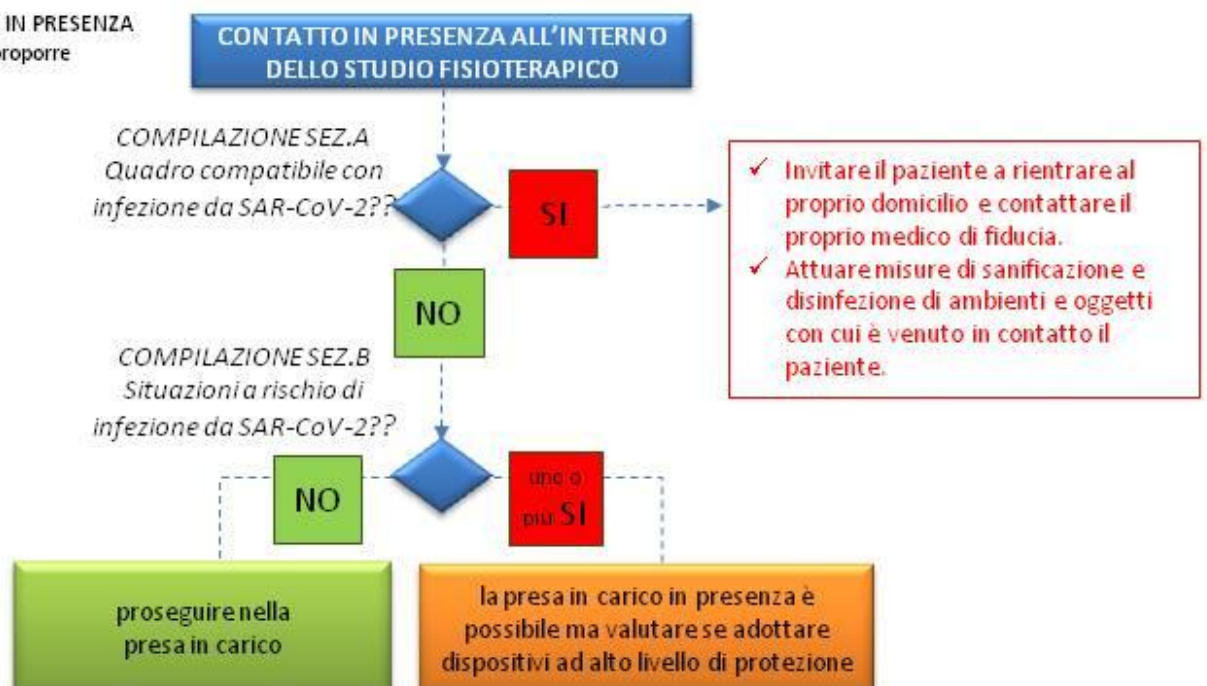 IN PRESENZA
proporre
CONTATTO IN PRESENZA ALL'INTERNO
DELLO STUDIO FISIOTERAPICO
COMPILAZIONE SEZ.A
Quadro compatibile con
infezione da SAR-CoV-2??
SI
✓ Invitare il paziente a rientrare al
proprio domicilio e contattare il
proprio medico di fiducia.
✓ Attuare misure di sanificazione e
disinfezione di ambienti e oggetti
con cui è venuto in contatto il
paziente.
NO
COMPILAZIONE SEZ.B
Situazioni a rischio di
infezione da SAR-CoV-2??
NO
uno o
più SI
proseguire nella
presa in carico
la presa in carico in presenza è
possibile ma valutare se adottare
dispositivi ad alto livello di protezione